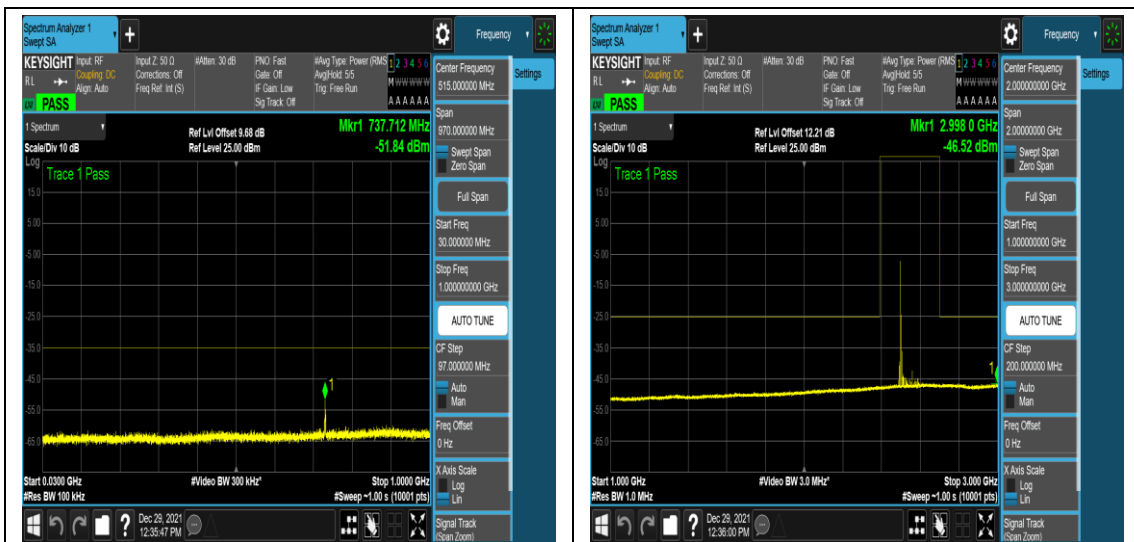 Spectrum Analyzer 1
Swept SA
+
Frequency
KEYSIGHT
RL
LV PASS
Input: RF
Coupling: DC
Align: Auto
Input Z: 50 Ω
Corrections: Off
Freq Ref: Int (S)
#Atten: 30 dB
PNO: Fast
Gate: Off
IF Gain: Low
Sig Track: Off
#Avg Type: Power (RMS
Avg|Hold: 5/5
Trig: Free Run
1 2 3 4 5 6
M W W W W W
A A A A A A
1 Spectrum
Scale/Div 10 dB
Ref Lvl Offset 9.68 dB
Ref Level 25.00 dBm
Mkr1 737.712 MHz
-51.84 dBm
Log
Trace 1 Pass
15.0
5.00
-5.00
-15.0
-25.0
-35.0
-45.0
-55.0
-65.0
1
Start 0.0300 GHz
#Res BW 100 kHz
#Video BW 300 kHz*
Stop 1.0000 GHz
#Sweep ~1.00 s (10001 pts)
Dec 29, 2021
12:35:47 PM
Center Frequency
515.000000 MHz
Span
970.000000 MHz
Swept Span
Zero Span
Full Span
Start Freq
30.000000 MHz
Stop Freq
1.000000000 GHz
AUTO TUNE
CF Step
97.000000 MHz
Auto
Man
Freq Offset
0 Hz
X Axis Scale
Log
Lin
Signal Track
(Span Zoom)
Settings
Spectrum Analyzer 1
Swept SA
+
Frequency
KEYSIGHT
RL
LV PASS
Input: RF
Coupling: DC
Align: Auto
Input Z: 50 Ω
Corrections: Off
Freq Ref: Int (S)
#Atten: 30 dB
PNO: Fast
Gate: Off
IF Gain: Low
Sig Track: Off
#Avg Type: Power (RMS
Avg|Hold: 5/5
Trig: Free Run
1 2 3 4 5 6
M W W W W W
A A A A A A
1 Spectrum
Scale/Div 10 dB
Ref Lvl Offset 12.21 dB
Ref Level 25.00 dBm
Mkr1 2.998 0 GHz
-46.52 dBm
Log
Trace 1 Pass
15.0
5.00
-5.00
-15.0
-25.0
-35.0
-45.0
-55.0
-65.0
1
Start 1.000 GHz
#Res BW 1.0 MHz
#Video BW 3.0 MHz*
Stop 3.000 GHz
#Sweep ~1.00 s (10001 pts)
Dec 29, 2021
12:36:00 PM
Center Frequency
2.000000000 GHz
Span
2.00000000 GHz
Swept Span
Zero Span
Full Span
Start Freq
1.000000000 GHz
Stop Freq
3.000000000 GHz
AUTO TUNE
CF Step
200.000000 MHz
Auto
Man
Freq Offset
0 Hz
X Axis Scale
Log
Lin
Signal Track
(Span Zoom)
Settings